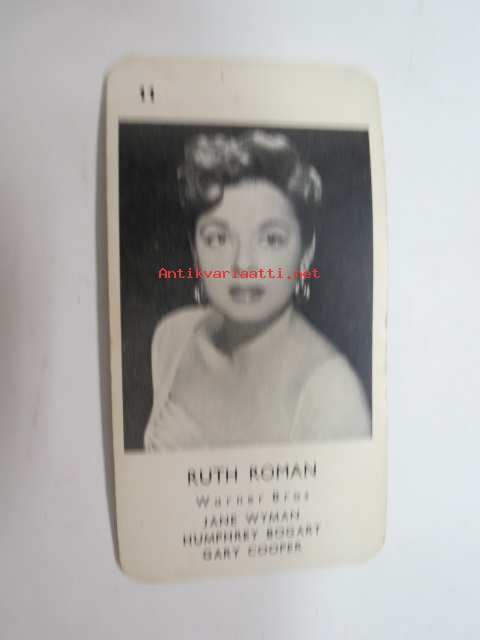 11
Antikvariaatti.net
RUTH ROMAN
Warner Bros
JANE WYMAN
HUMPHREY BOGART
GARY COOPER